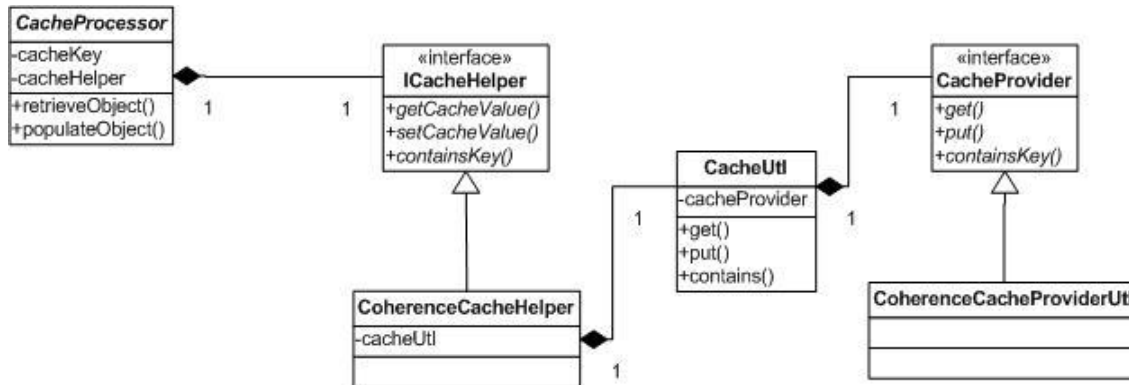 CacheProcessor
-cacheKey
-cacheHelper
+retrieveObject()
+populateObject()
1
1
«interface»
ICacheHelper
+getCacheValue()
+setCacheValue()
+containsKey()
CoherenceCacheHelper
-cacheUtl
1
1
CacheUtl
-cacheProvider
+get()
+put()
+contains()
1
1
«interface»
CacheProvider
+get()
+put()
+containsKey()
CoherenceCacheProviderUtl